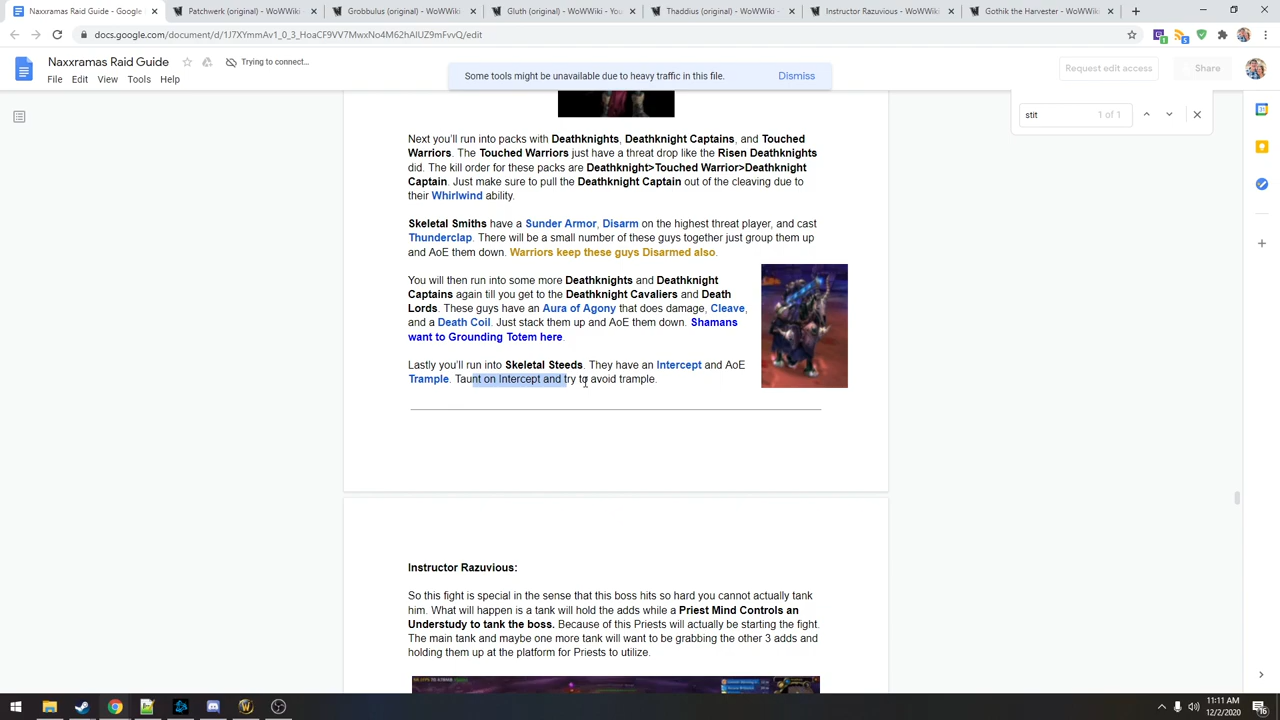 Naxxramas Raid Guide - Google
Patchwerk (original) - WoWWiki
Grobbulus (original) - WoWWiki
Gluth (original) - WoWWiki - You
Thaddius (original) - WoWWiki -
Instructor Razuvious - WoWWiki
Gothik the Harvester - WoWWiki
docs.google.com/document/d/1J7XYmmAv1_0_3_HoaCF9VV7MwxNo4M62hAIUZ9mFvvQ/edit
Naxxramas Raid Guide
Trying to connect...
File Edit View Tools Help
Some tools might be unavailable due to heavy traffic in this file.
Dismiss
Request edit access
Share
stit
1 of 1
Next you'll run into packs with Deathknights, Deathknight Captains, and Touched
Warriors. The Touched Warriors just have a threat drop like the Risen Deathknights
did. The kill order for these packs are Deathknight>Touched Warrior>Deathknight
Captain. Just make sure to pull the Deathknight Captain out of the cleaving due to
their Whirlwind ability.
Skeletal Smiths have a Sunder Armor, Disarm on the highest threat player, and cast
Thunderclap. There will be a small number of these guys together just group them up
and AoE them down. Warriors keep these guys Disarmed also.
You will then run into some more Deathknights and Deathknight
Captains again till you get to the Deathknight Cavaliers and Death
Lords. These guys have an Aura of Agony that does damage, Cleave,
and a Death Coil. Just stack them up and AoE them down. Shamans
want to Grounding Totem here.
Lastly you'll run into Skeletal Steeds. They have an Intercept and AoE
Trample. Taunt on Intercept and try to avoid trample.
Instructor Razuvious:
So this fight is special in the sense that this boss hits so hard you cannot actually tank
him. What will happen is a tank will hold the adds while a Priest Mind Controls an
Understudy to tank the boss. Because of this Priests will actually be starting the fight.
The main tank and maybe one more tank will want to be grabbing the other 3 adds and
holding them up at the platform for Priests to utilize.
11:11 AM
12/2/2020